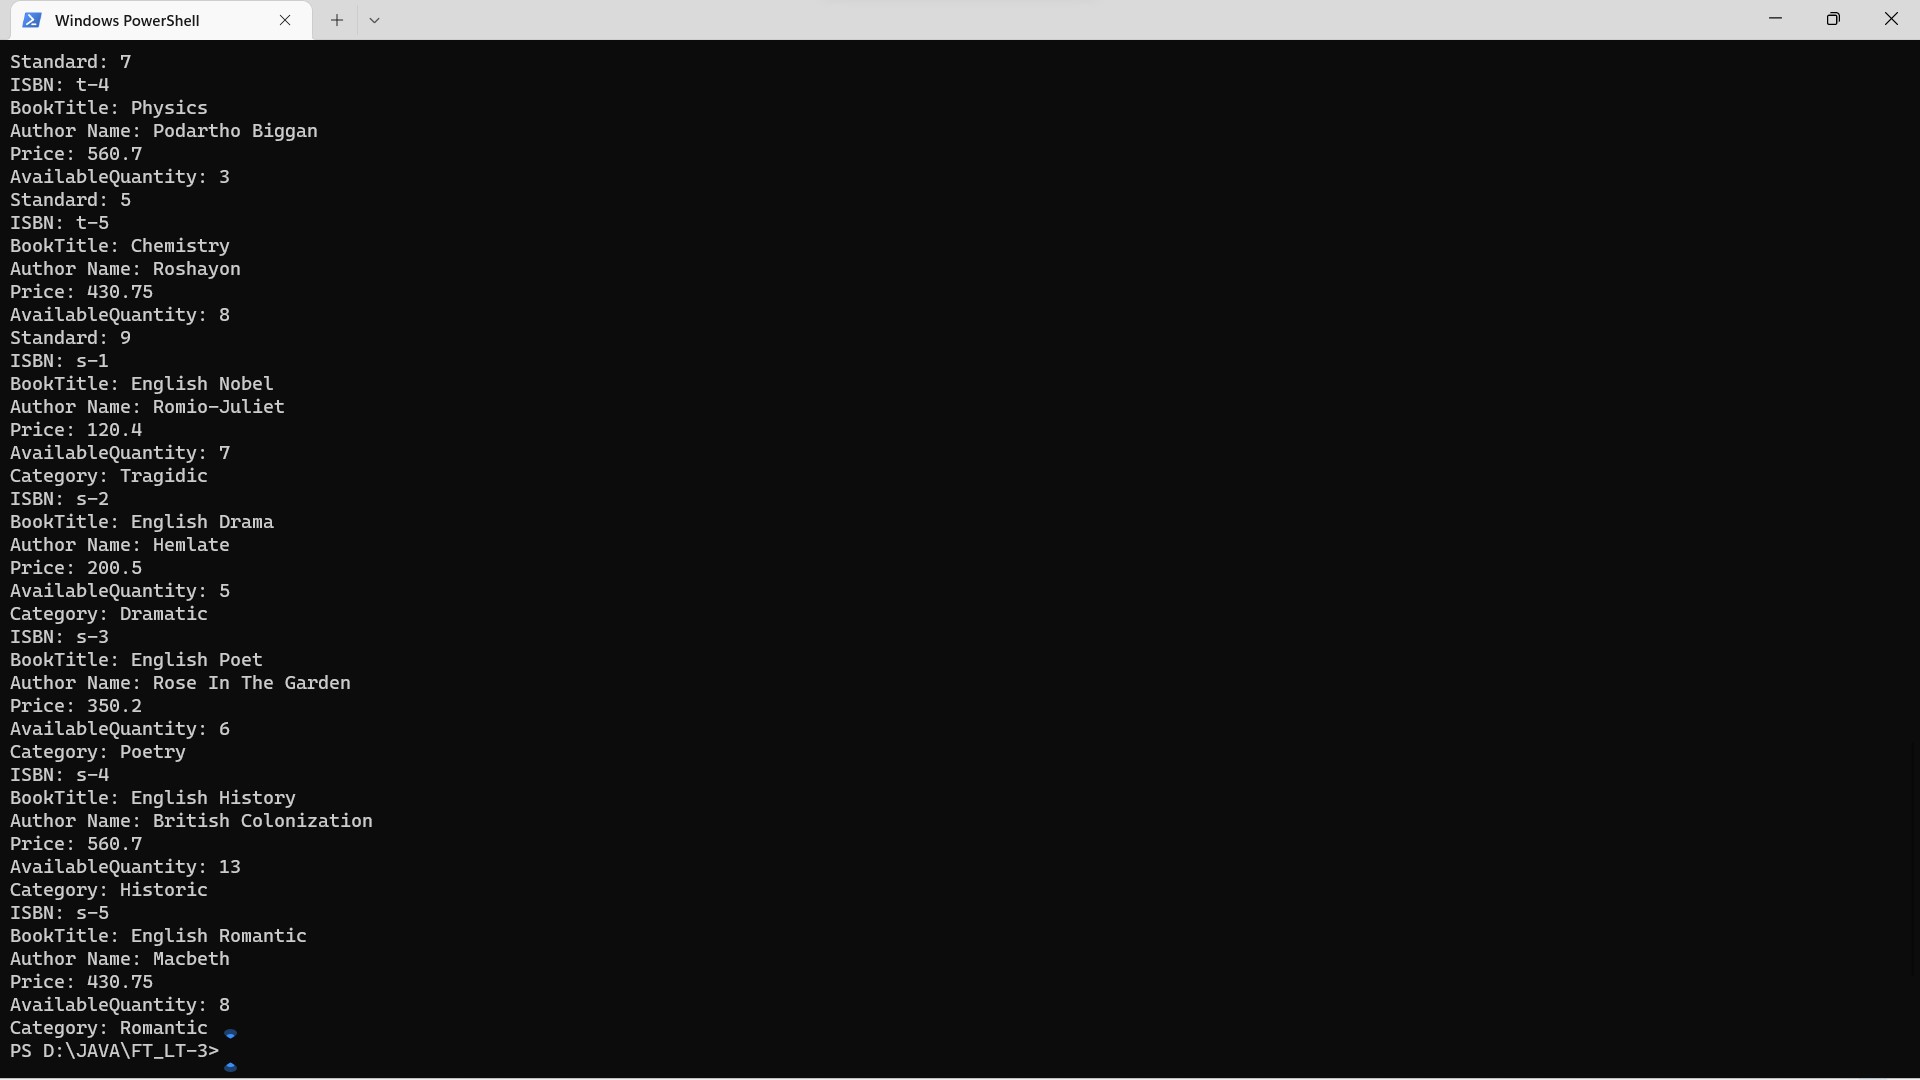 Windows PowerShell
Standard: 7
ISBN: t-4
BookTitle: Physics
Author Name: Podartho Biggan
Price: 560.7
AvailableQuantity: 3
Standard: 5
ISBN: t-5
BookTitle: Chemistry
Author Name: Roshayon
Price: 430.75
AvailableQuantity: 8
Standard: 9
ISBN: s-1
BookTitle: English Nobel
Author Name: Romio-Juliet
Price: 120.4
AvailableQuantity: 7
Category: Tragidic
ISBN: s-2
BookTitle: English Drama
Author Name: Hemlate
Price: 200.5
AvailableQuantity: 5
Category: Dramatic
ISBN: s-3
BookTitle: English Poet
Author Name: Rose In The Garden
Price: 350.2
AvailableQuantity: 6
Category: Poetry
ISBN: s-4
BookTitle: English History
Author Name: British Colonization
Price: 560.7
AvailableQuantity: 13
Category: Historic
ISBN: s-5
BookTitle: English Romantic
Author Name: Macbeth
Price: 430.75
AvailableQuantity: 8
Category: Romantic
PS D:\JAVA\FT_LT-3>